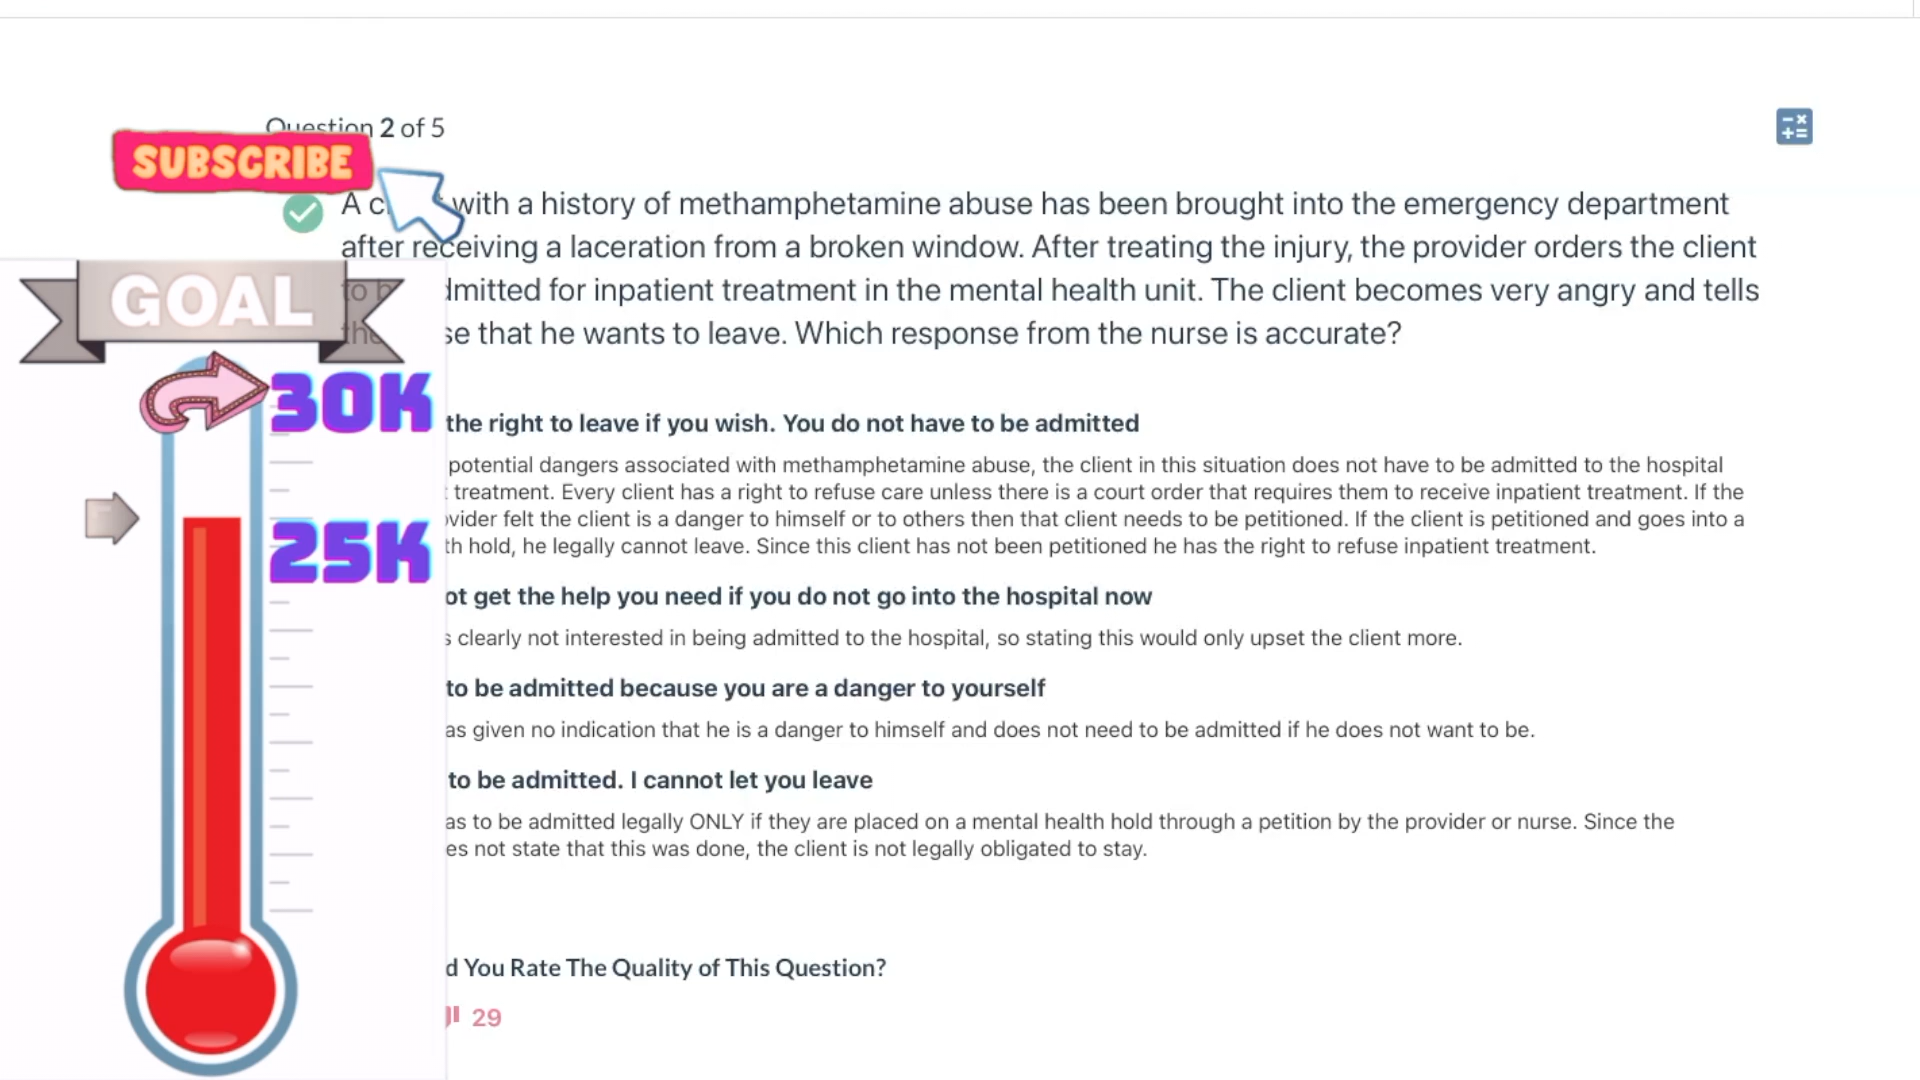 Question 2 of 5
SUBSCRIBE
A with a history of methamphetamine abuse has been brought into the emergency department
after receiving a laceration from a broken window. After treating the injury, the provider orders the client
to dmitted for inpatient treatment in the mental health unit. The client becomes very angry and tells
se that he wants to leave. Which response from the nurse is accurate?
GOAL
30K
25K
the right to leave if you wish. You do not have to be admitted
potential dangers associated with methamphetamine abuse, the client in this situation does not have to be admitted to the hospital
treatment. Every client has a right to refuse care unless there is a court order that requires them to receive inpatient treatment. If the
vider felt the client is a danger to himself or to others then that client needs to be petitioned. If the client is petitioned and goes into a
th hold, he legally cannot leave. Since this client has not been petitioned he has the right to refuse inpatient treatment.
ot get the help you need if you do not go into the hospital now
s clearly not interested in being admitted to the hospital, so stating this would only upset the client more.
to be admitted because you are a danger to yourself
as given no indication that he is a danger to himself and does not need to be admitted if he does not want to be.
to be admitted. I cannot let you leave
as to be admitted legally ONLY if they are placed on a mental health hold through a petition by the provider or nurse. Since the
es not state that this was done, the client is not legally obligated to stay.
d You Rate The Quality of This Question?
29